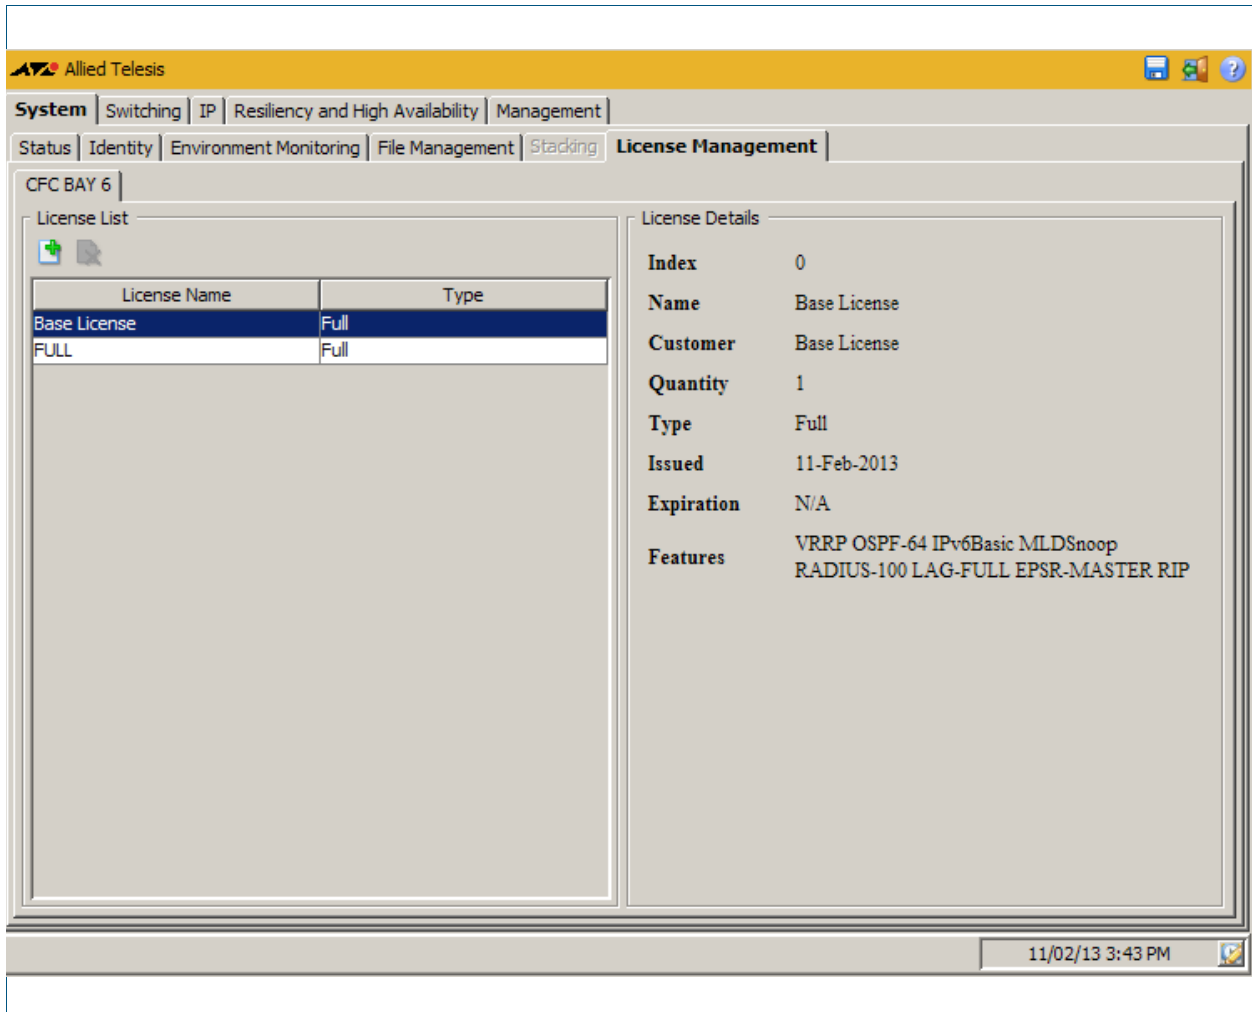 Allied Telesis
System Switching IP Resiliency and High Availability Management
Status Identity Environment Monitoring File Management Stacking License Management
CFC BAY 6
License List
License Name Type
Base License Full
FULL Full
License Details
Index 0
Name Base License
Customer Base License
Quantity 1
Type Full
Issued 11-Feb-2013
Expiration N/A
Features VRRP OSPF-64 IPv6Basic MLDSnoop
RADIUS-100 LAG-FULL EPSR-MASTER RIP
11/02/13 3:43 PM